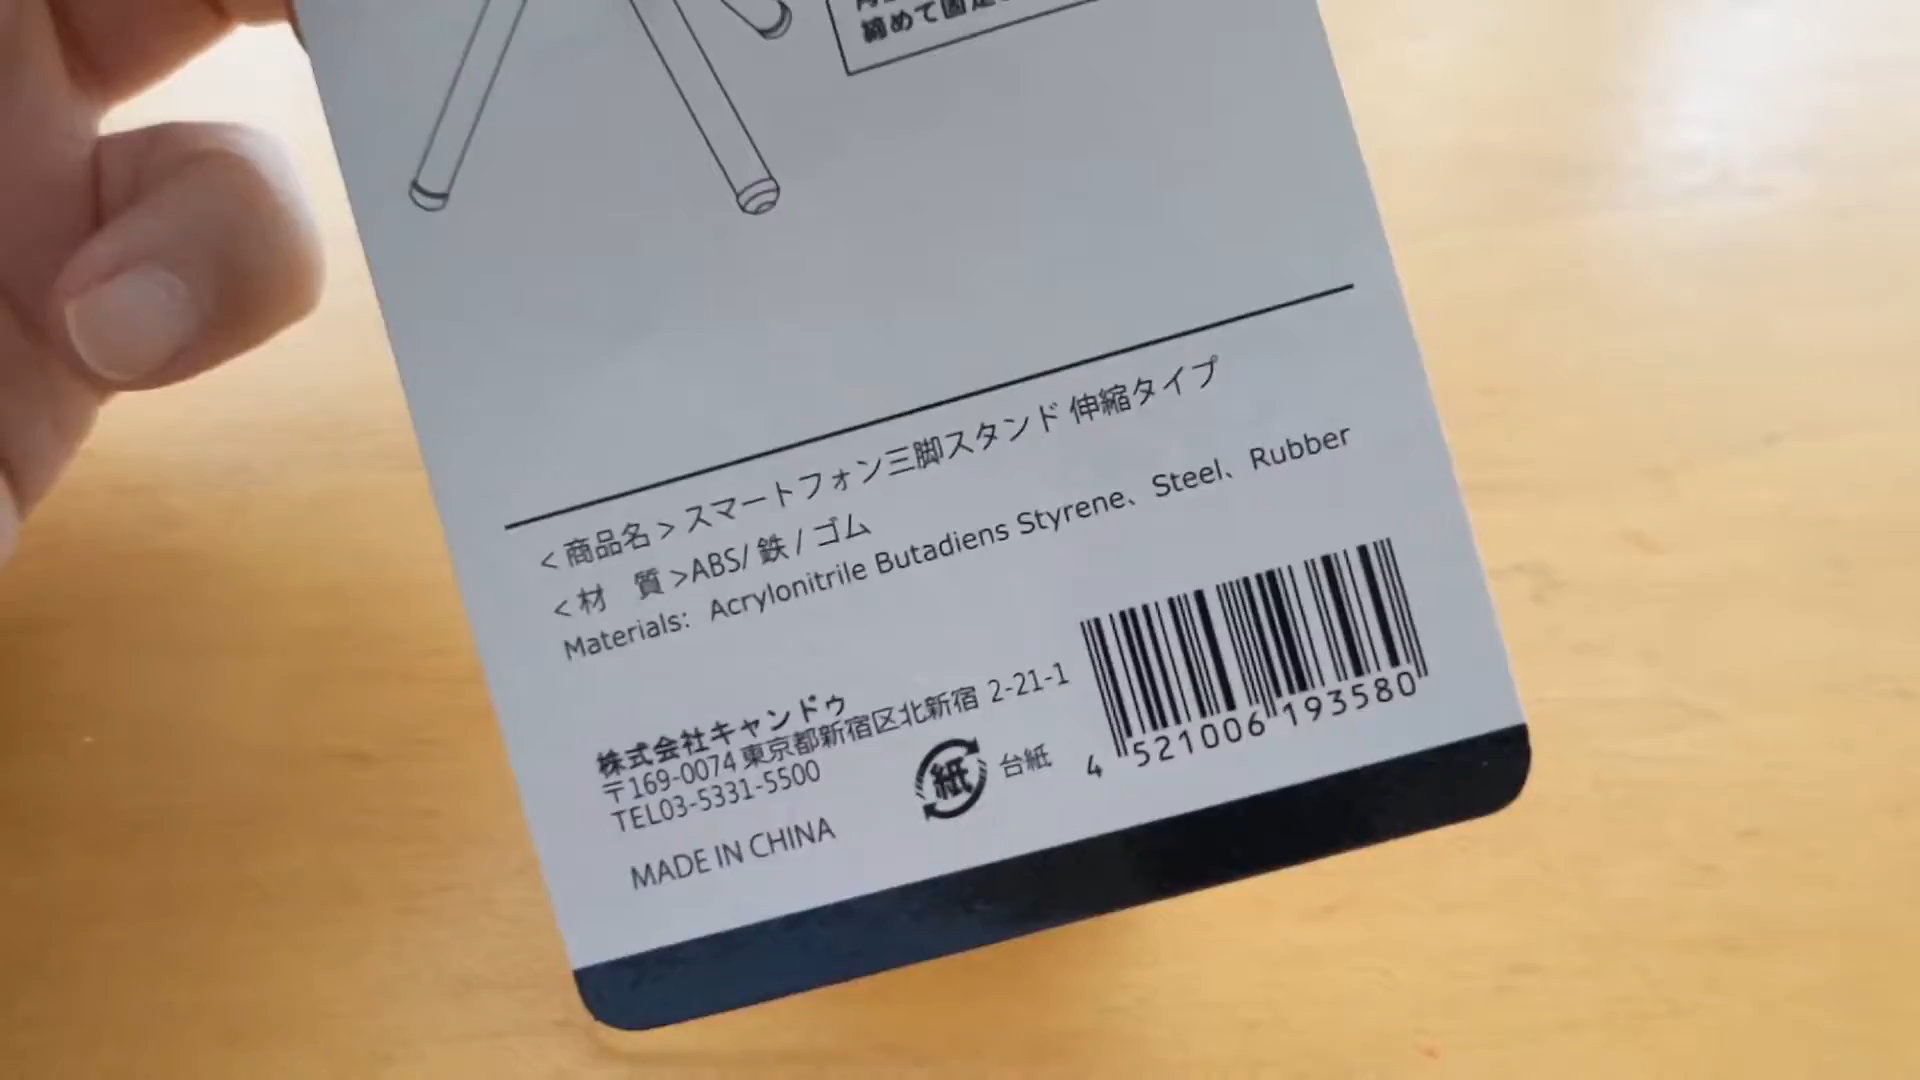 締めて固定
<商品名> スマートフォン三脚スタンド 伸縮タイプ
<材 質>ABS/ 鉄 / ゴム
Materials: Acrylonitrile Butadiens Styrene、Steel、Rubber
株式会社キャンドゥ
〒169-0074 東京都新宿区北新宿 2-21-1
TEL03-5331-5500
MADE IN CHINA
紙 台紙
4 521006 193580